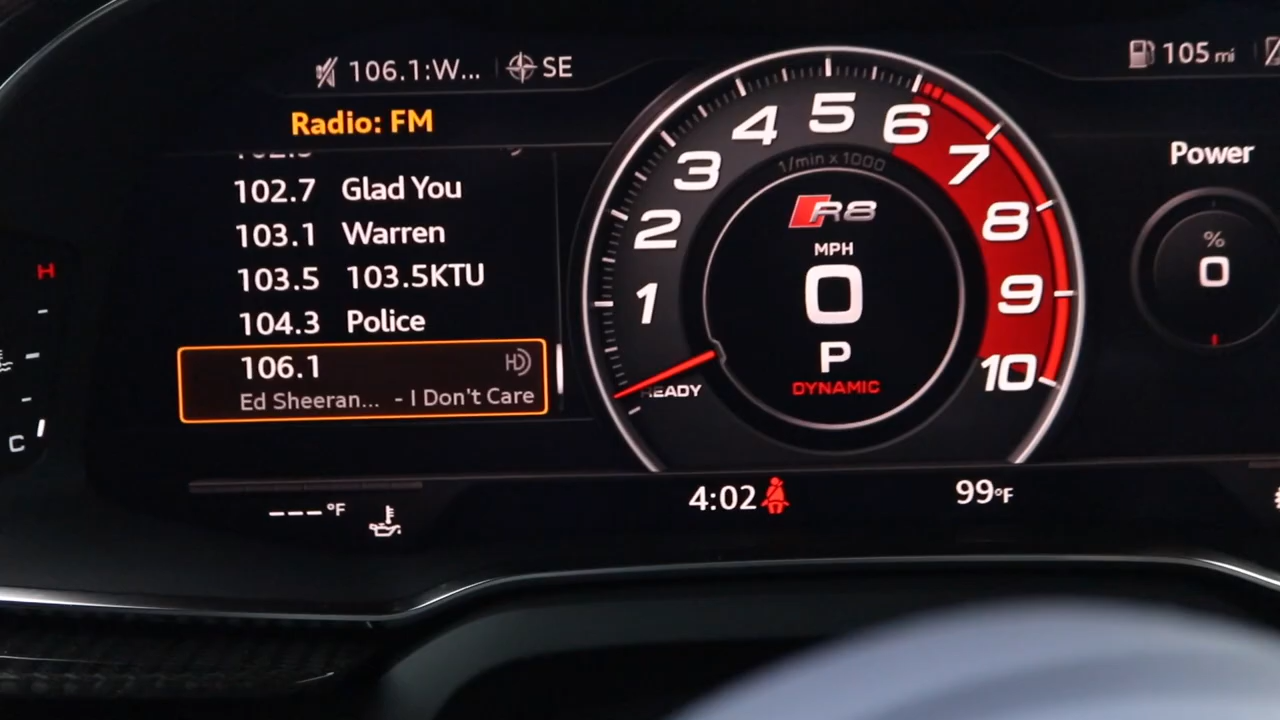 106.1:W... SE
105 mi
Radio: FM
102.7 Glad You
103.1 Warren
103.5 103.5KTU
104.3 Police
106.1 HD
Ed Sheeran... - I Don't Care
H
C
1 2 3 4 5 6 7 8 9 10
1/min x 1000
R8
MPH
0
P
DYNAMIC
READY
Power
%
0
---°F
4:02
99°F